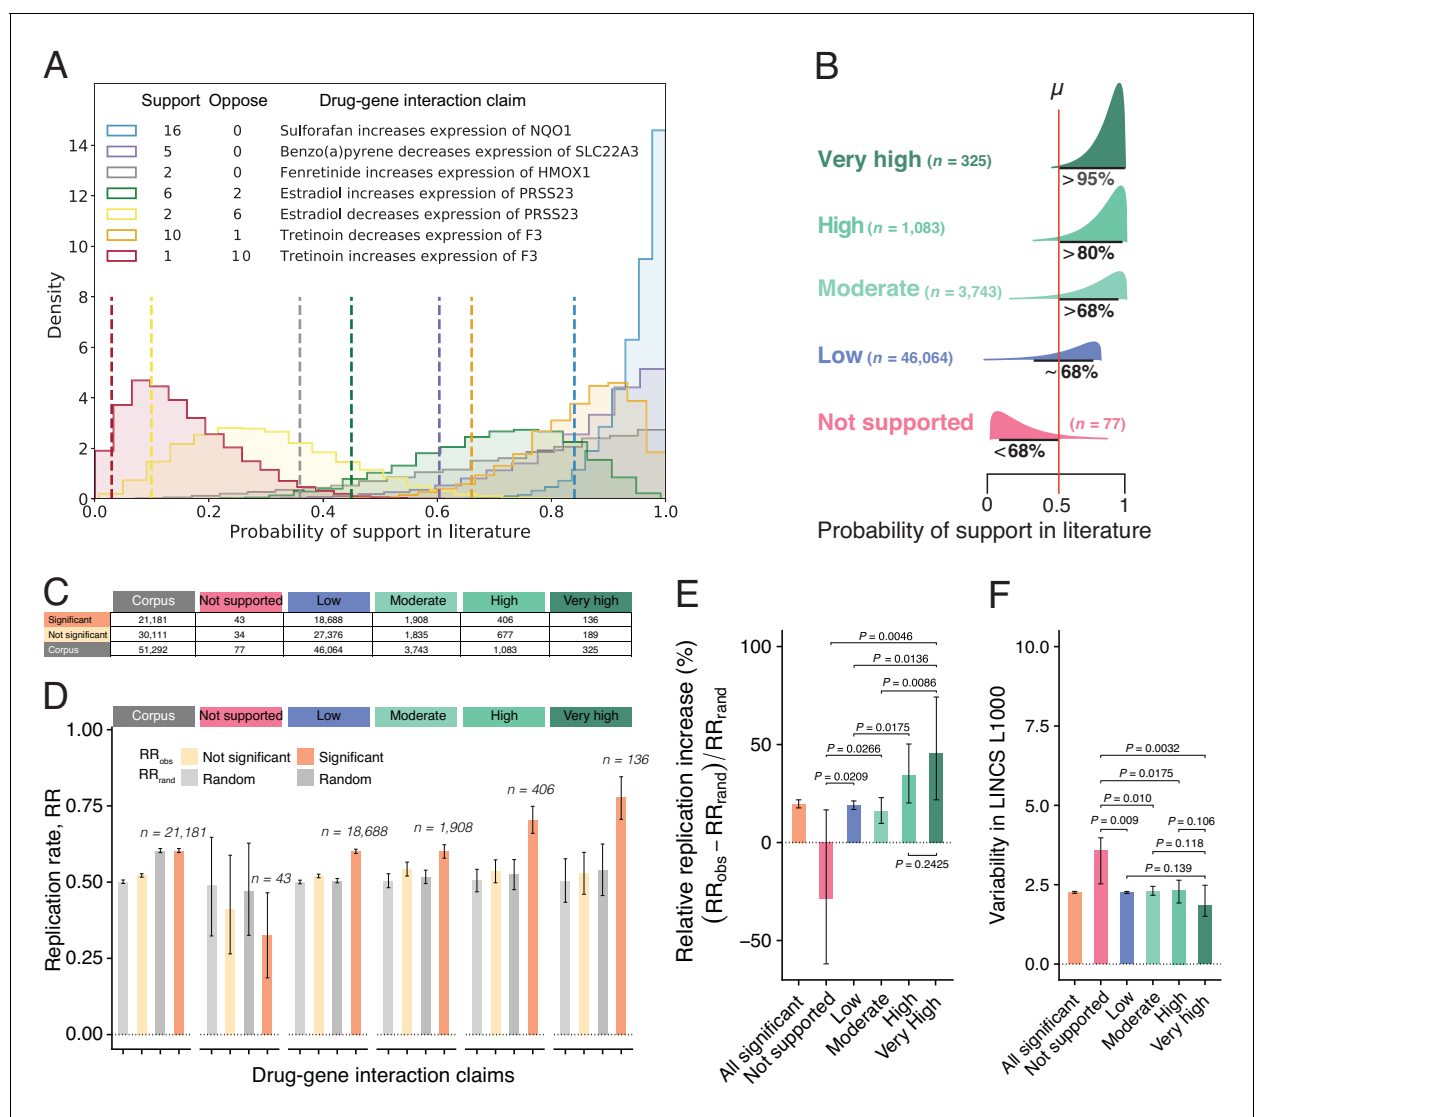 A
Support Oppose Drug-gene interaction claim
16 0 Sulforafan increases expression of NQO1
5 0 Benzo(a)pyrene decreases expression of SLC22A3
2 0 Fenretinide increases expression of HMOX1
6 2 Estradiol increases expression of PRSS23
2 6 Estradiol decreases expression of PRSS23
10 1 Tretinoin decreases expression of F3
1 10 Tretinoin increases expression of F3
Density
14
12
10
8
6
4
2
0
0.0 0.2 0.4 0.6 0.8 1.0
Probability of support in literature
B
μ
Very high (n = 325)
>95%
High (n = 1,083)
>80%
Moderate (n = 3,743)
>68%
Low (n = 46,064)
~68%
Not supported (n = 77)
<68%
0 0.5 1
Probability of support in literature
C
Corpus Not supported Low Moderate High Very high
Significant 21,181 43 18,688 1,908 406 136
Not significant 30,111 34 27,376 1,835 677 189
Corpus 51,292 77 46,064 3,743 1,083 325
D
Corpus Not supported Low Moderate High Very high
RRobs Not significant Significant
RRrand Random Random
n = 21,181
n = 43
n = 18,688
n = 1,908
n = 406
n = 136
Replication rate, RR
1.00
0.75
0.50
0.25
0.00
Drug-gene interaction claims
E
Relative replication increase (%)
(RRobs − RRrand)/RRrand
100
50
0
−50
P = 0.0046
P = 0.0136
P = 0.0086
P = 0.0175
P = 0.0266
P = 0.0209
P = 0.2425
All significant
Not supported
Low
Moderate
High
Very High
F
Variability in LINCS L1000
10.0
7.5
5.0
2.5
0.0
P = 0.0032
P = 0.0175
P = 0.010
P = 0.009
P = 0.106
P = 0.118
P = 0.139
All significant
Not supported
Low
Moderate
High
Very high